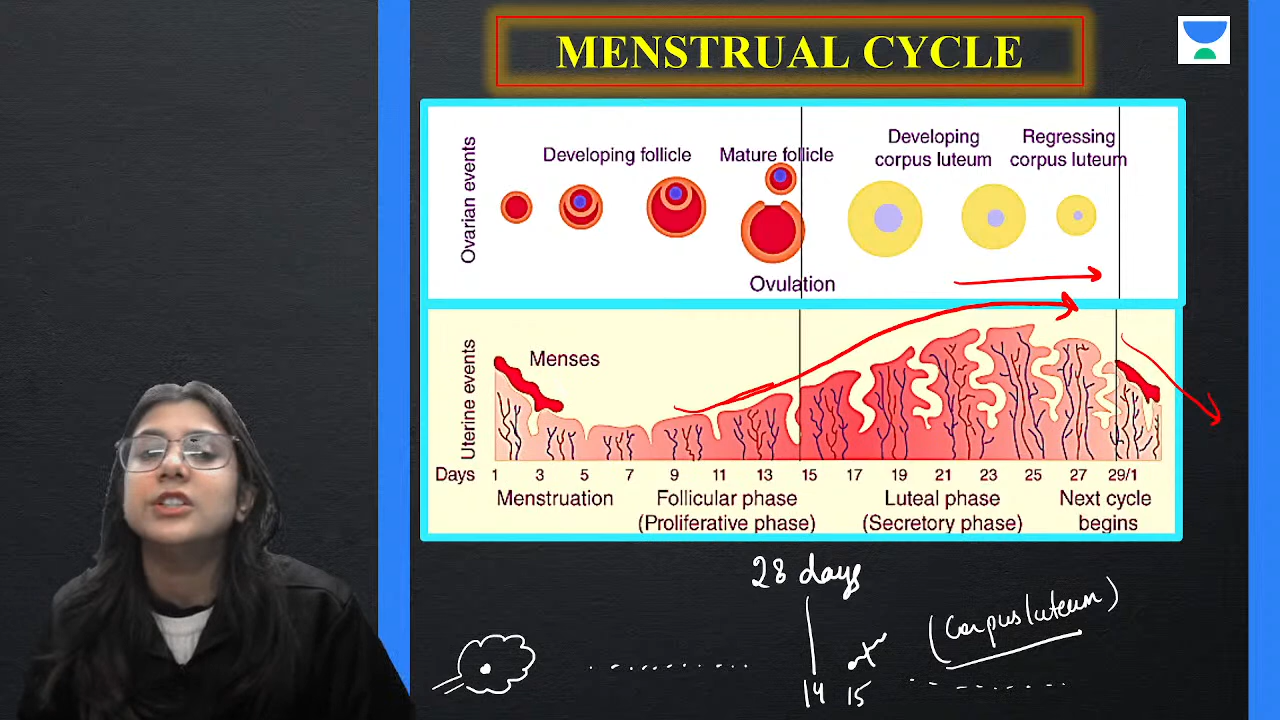 MENSTRUAL CYCLE
Ovarian events
Developing follicle
Mature follicle
Developing
corpus luteum
Regressing
corpus luteum
Ovulation
Uterine events
Menses
Days 1 3 5 7 9 11 13 15 17 19 21 23 25 27 29/1
Menstruation
Follicular phase
(Proliferative phase)
Luteal phase
(Secretory phase)
Next cycle
begins
28 days
(Corpus luteum)
14 15